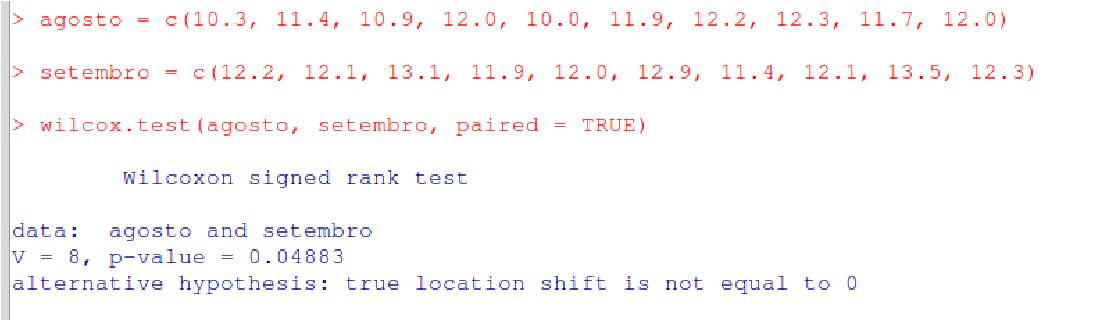 > agosto = c(10.3, 11.4, 10.9, 12.0, 10.0, 11.9, 12.2, 12.3, 11.7, 12.0)
> setembro = c(12.2, 12.1, 13.1, 11.9, 12.0, 12.9, 11.4, 12.1, 13.5, 12.3)
> wilcox.test(agosto, setembro, paired = TRUE)
Wilcoxon signed rank test
data: agosto and setembro
V = 8, p-value = 0.04883
alternative hypothesis: true location shift is not equal to 0